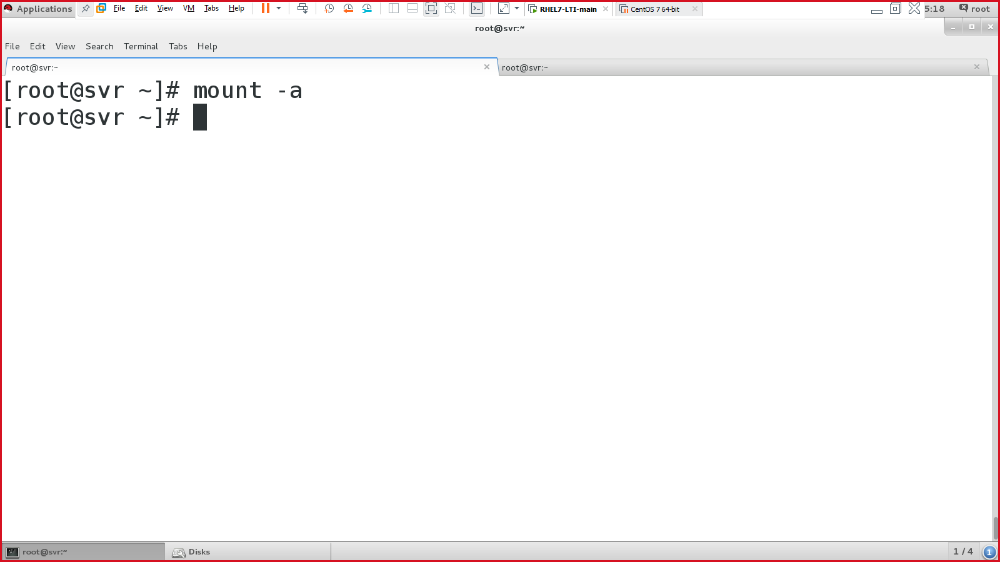 Applications File Edit View VM Tabs Help RHEL7-LTI-main CentOS 7 64-bit 5:18 root
root@svr:~
File Edit View Search Terminal Tabs Help
root@svr:~ root@svr:~
[root@svr ~]# mount -a
[root@svr ~]#
root@svr:~ Disks 1 / 4 1